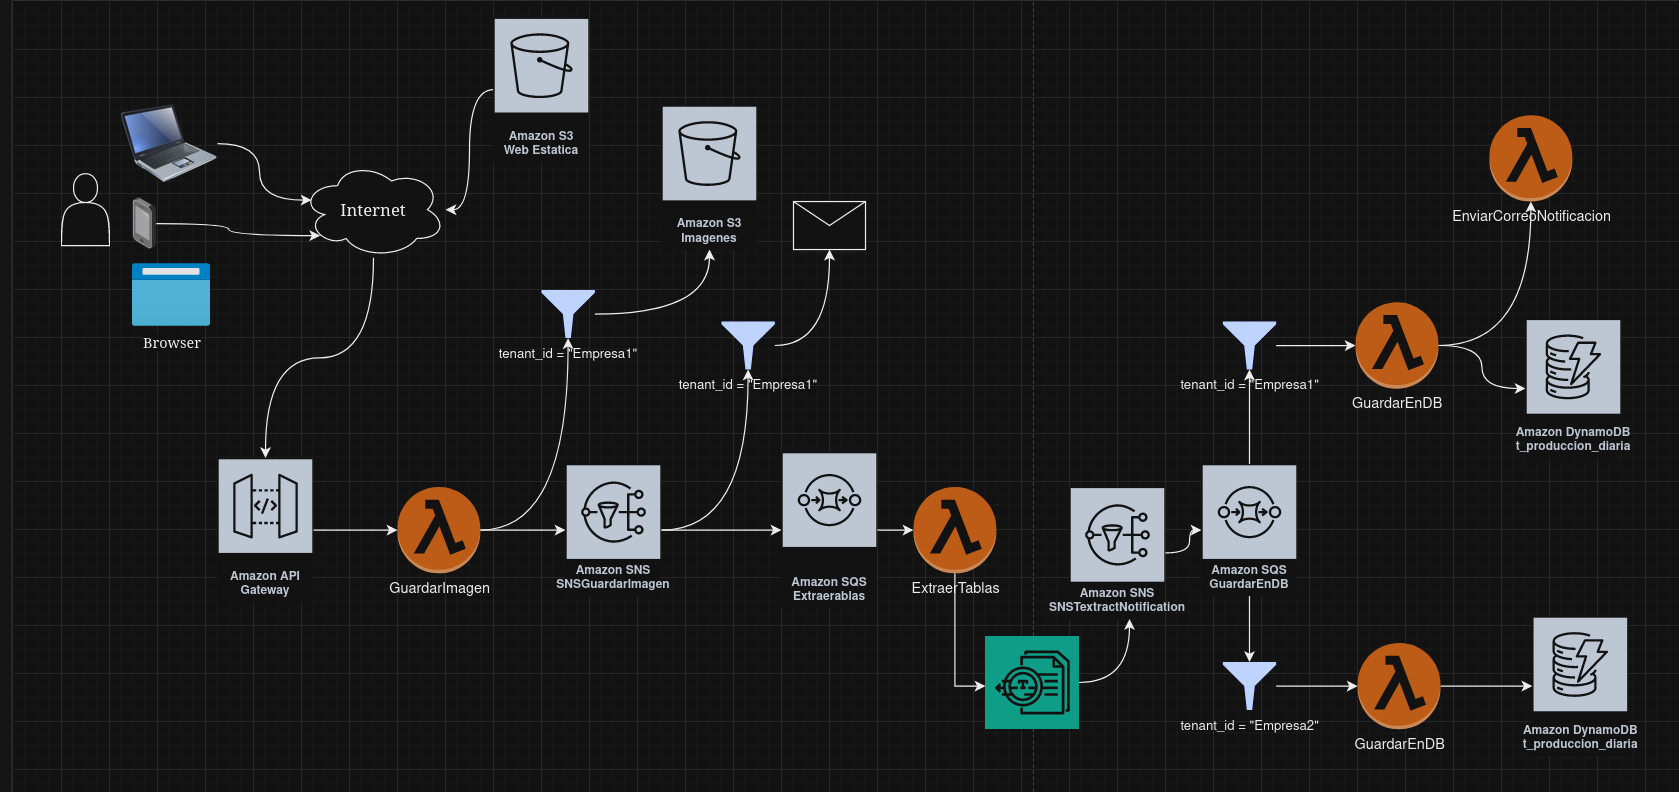 Amazon S3
Web Estatica
Internet
Browser
Amazon S3
Imagenes
tenant_id = "Empresa1"
tenant_id = "Empresa1"
Amazon API
Gateway
GuardarImagen
Amazon SNS
SNSGuardarImagen
Amazon SQS
Extraerablas
ExtraerTablas
Amazon SNS
SNSTextractNotification
Amazon SQS
GuardarEnDB
tenant_id = "Empresa1"
GuardarEnDB
EnviarCorreoNotificacion
Amazon DynamoDB
t_produccion_diaria
tenant_id = "Empresa2"
GuardarEnDB
Amazon DynamoDB
t_produccion_diaria